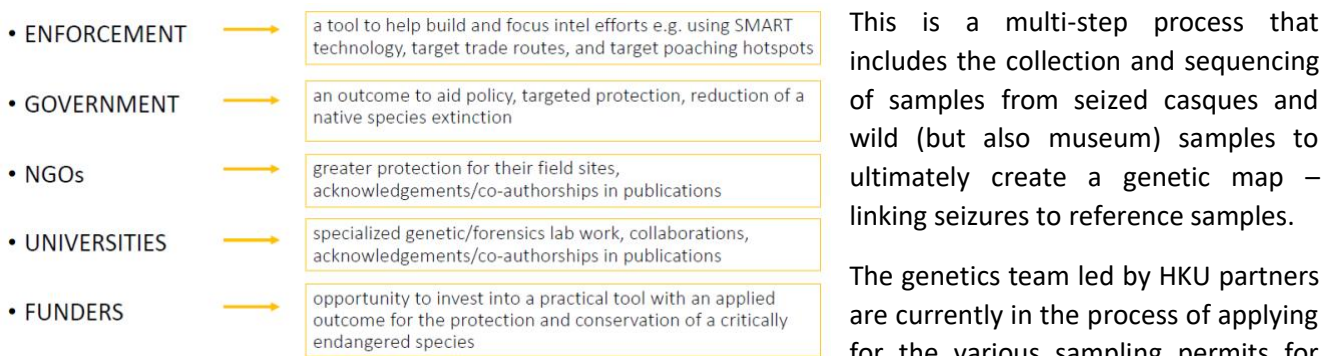 • ENFORCEMENT
a tool to help build and focus intel efforts e.g. using SMART
technology, target trade routes, and target poaching hotspots
• GOVERNMENT
an outcome to aid policy, targeted protection, reduction of a
native species extinction
• NGOs
greater protection for their field sites,
acknowledgements/co-authorships in publications
• UNIVERSITIES
specialized genetic/forensics lab work, collaborations,
acknowledgements/co-authorships in publications
• FUNDERS
opportunity to invest into a practical tool with an applied
outcome for the protection and conservation of a critically
endangered species
This is a multi-step process that
includes the collection and sequencing
of samples from seized casques and
wild (but also museum) samples to
ultimately create a genetic map –
linking seizures to reference samples.
The genetics team led by HKU partners
are currently in the process of applying
for the various sampling permits for